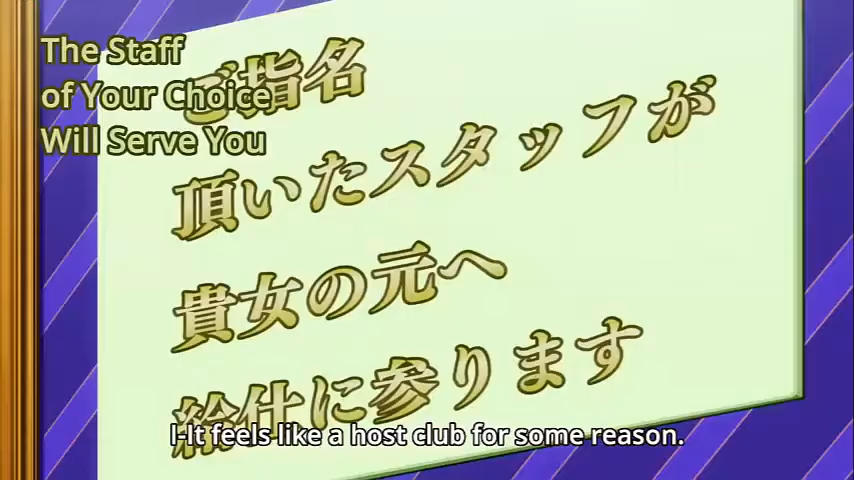 The Staff
of Your Choice
Will Serve You
ご指名
頂いたスタッフが
貴女の元へ
給仕に参ります
I-It feels like a host club for some reason.